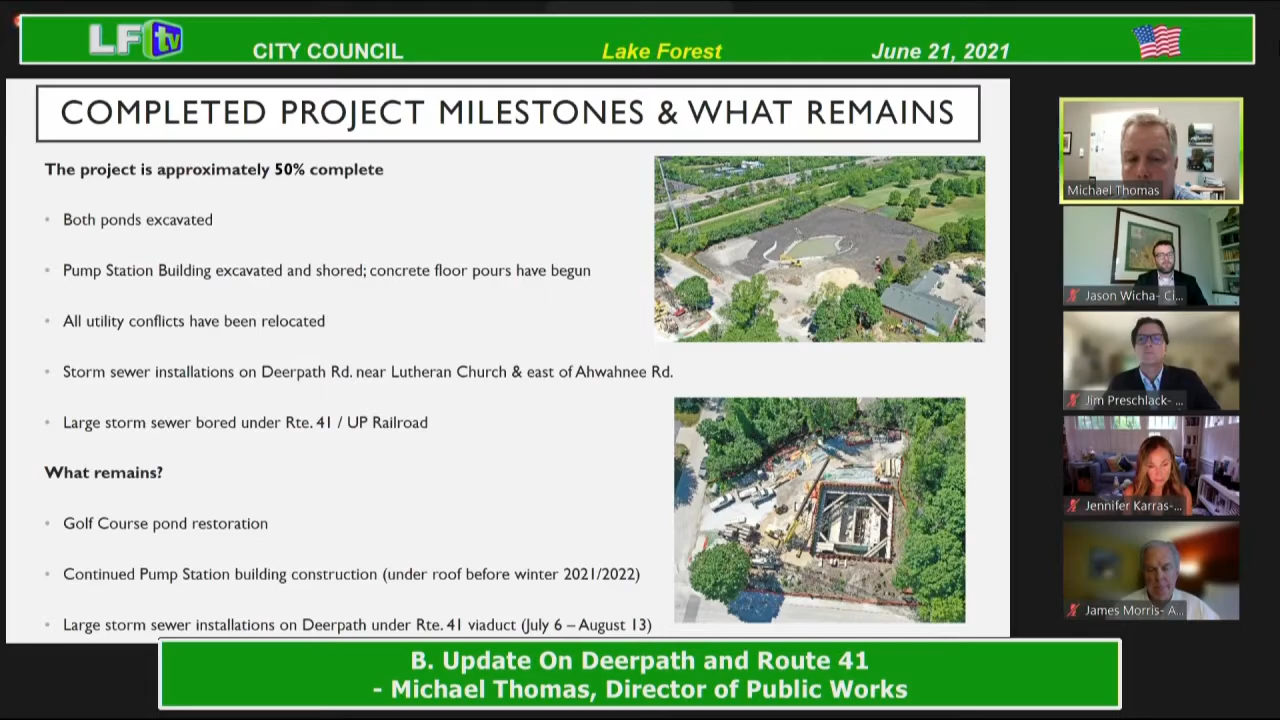 LFtv
CITY COUNCIL
Lake Forest
June 21, 2021
COMPLETED PROJECT MILESTONES & WHAT REMAINS
The project is approximately 50% complete
• Both ponds excavated
• Pump Station Building excavated and shored; concrete floor pours have begun
• All utility conflicts have been relocated
• Storm sewer installations on Deerpath Rd. near Lutheran Church & east of Ahwahnee Rd.
• Large storm sewer bored under Rte. 41 / UP Railroad
What remains?
• Golf Course pond restoration
• Continued Pump Station building construction (under roof before winter 2021/2022)
• Large storm sewer installations on Deerpath under Rte. 41 viaduct (July 6 – August 13)
Michael Thomas
Jason Wicha- Ci...
Jim Preschlack- ...
Jennifer Karras-...
James Morris- A...
B. Update On Deerpath and Route 41
- Michael Thomas, Director of Public Works